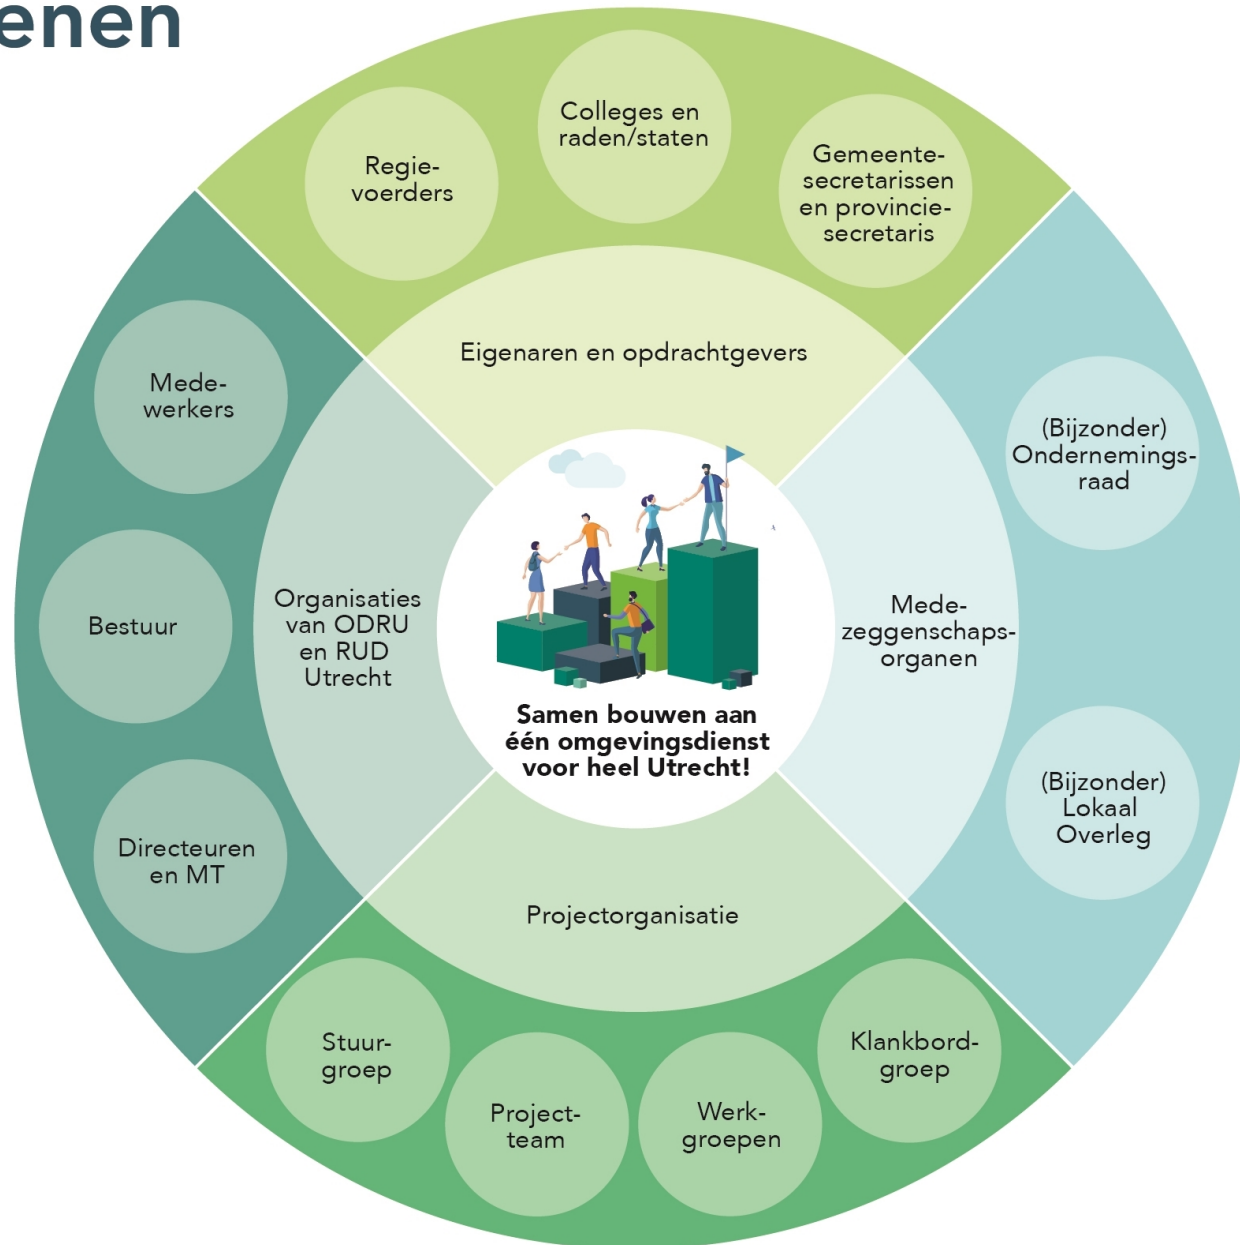 enen
Colleges en
raden/staten
Regie-
voerders
Gemeente-
secretarissen
en provincie-
secretaris
Eigenaren en opdrachtgevers
Mede-
werkers
Bestuur
Directeuren
en MT
Organisaties
van ODRU
en RUD
Utrecht
Samen bouwen aan
één omgevingsdienst
voor heel Utrecht!
Mede-
zeggenschaps-
organen
(Bijzonder)
Ondernemings-
raad
(Bijzonder)
Lokaal
Overleg
Projectorganisatie
Stuur-
groep
Project-
team
Werk-
groepen
Klankbord-
groep